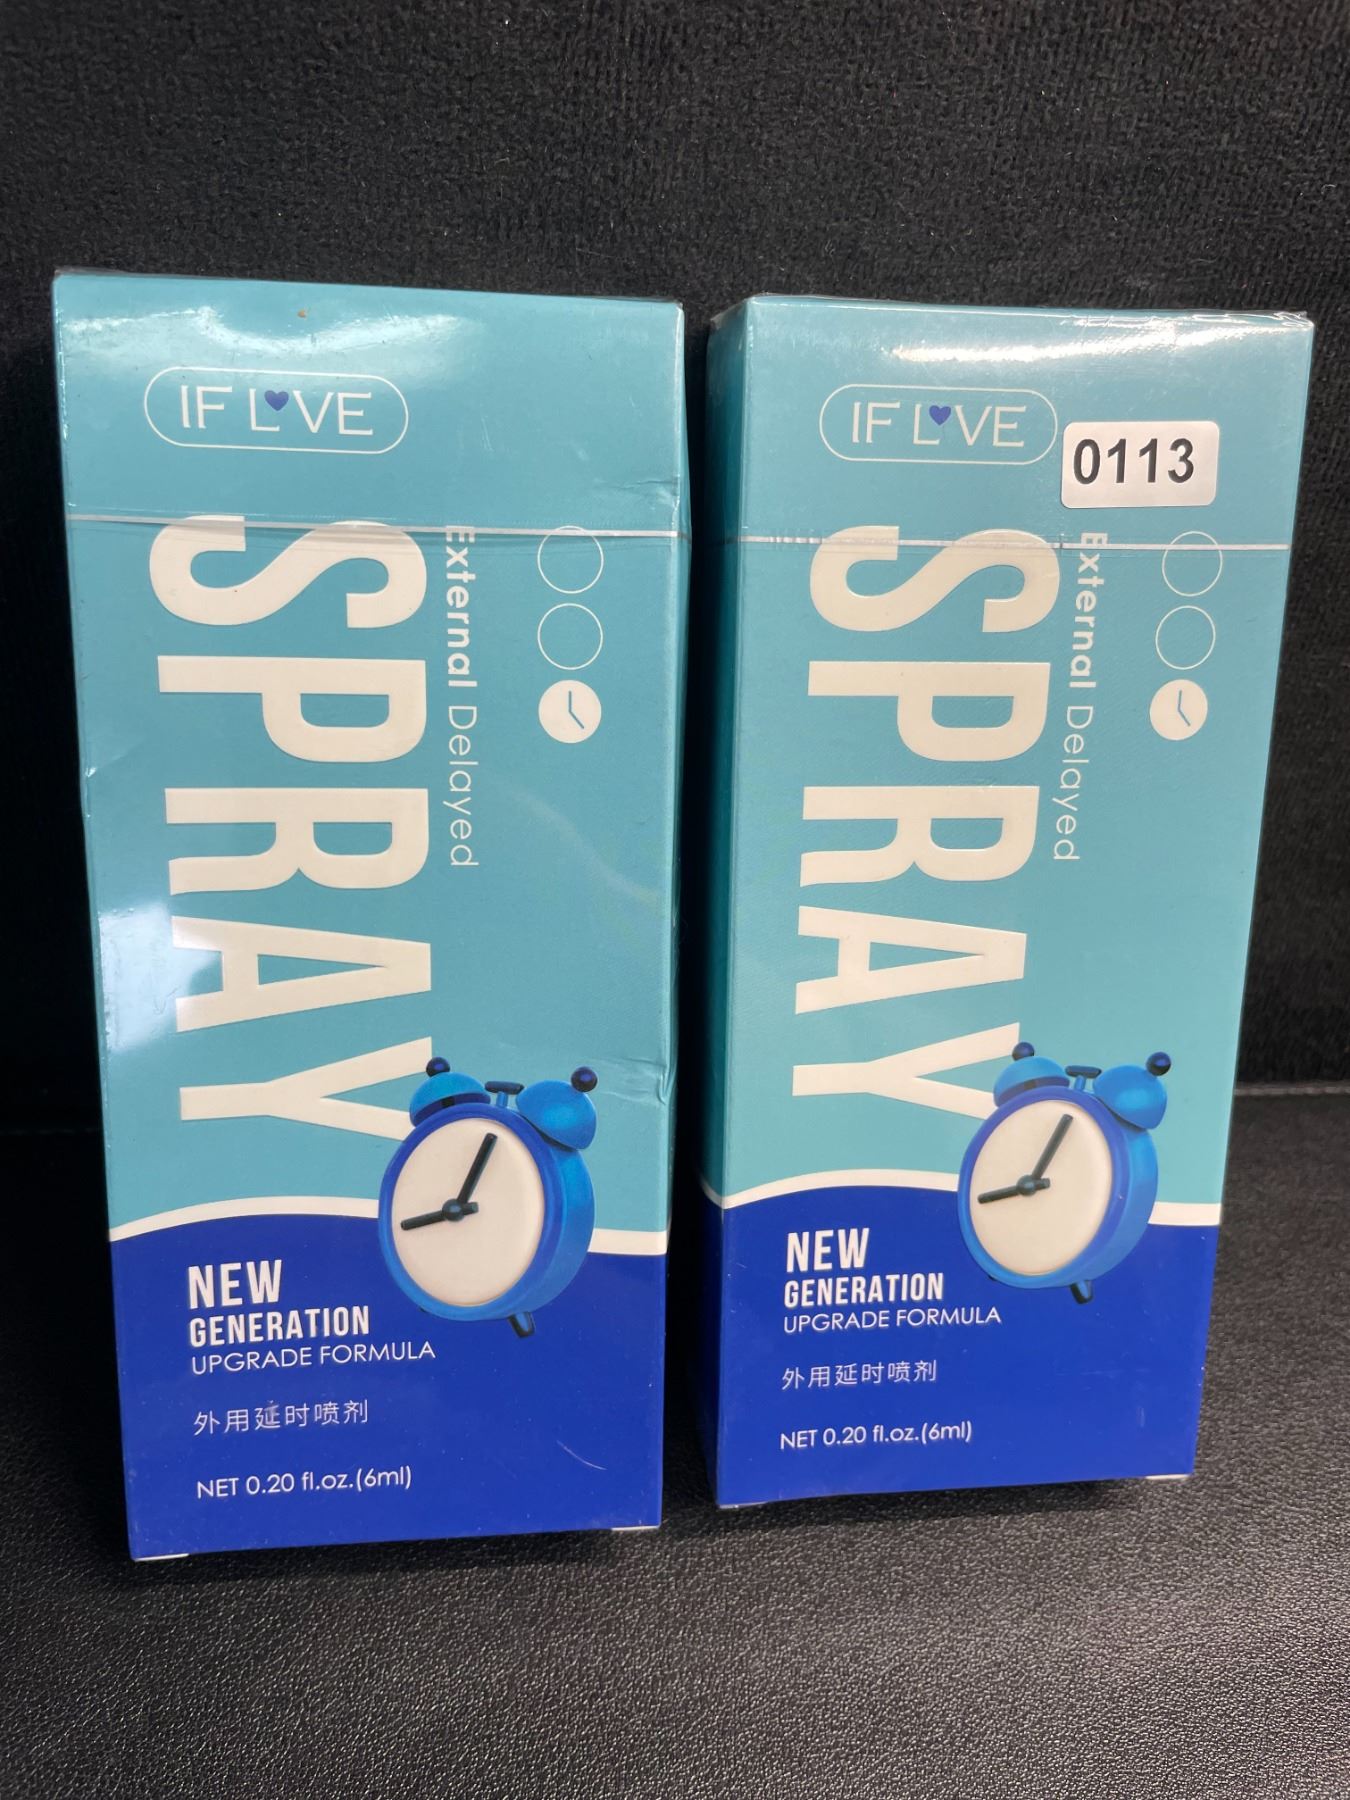 IF LOVE
SPRAY
External Delayed
NEW
GENERATION
UPGRADE FORMULA
外用延时喷剂
NET 0.20 fl.oz.(6ml)
IF LOVE
0113
SPRAY
External Delayed
NEW
GENERATION
UPGRADE FORMULA
外用延时喷剂
NET 0.20 fl.oz.(6ml)